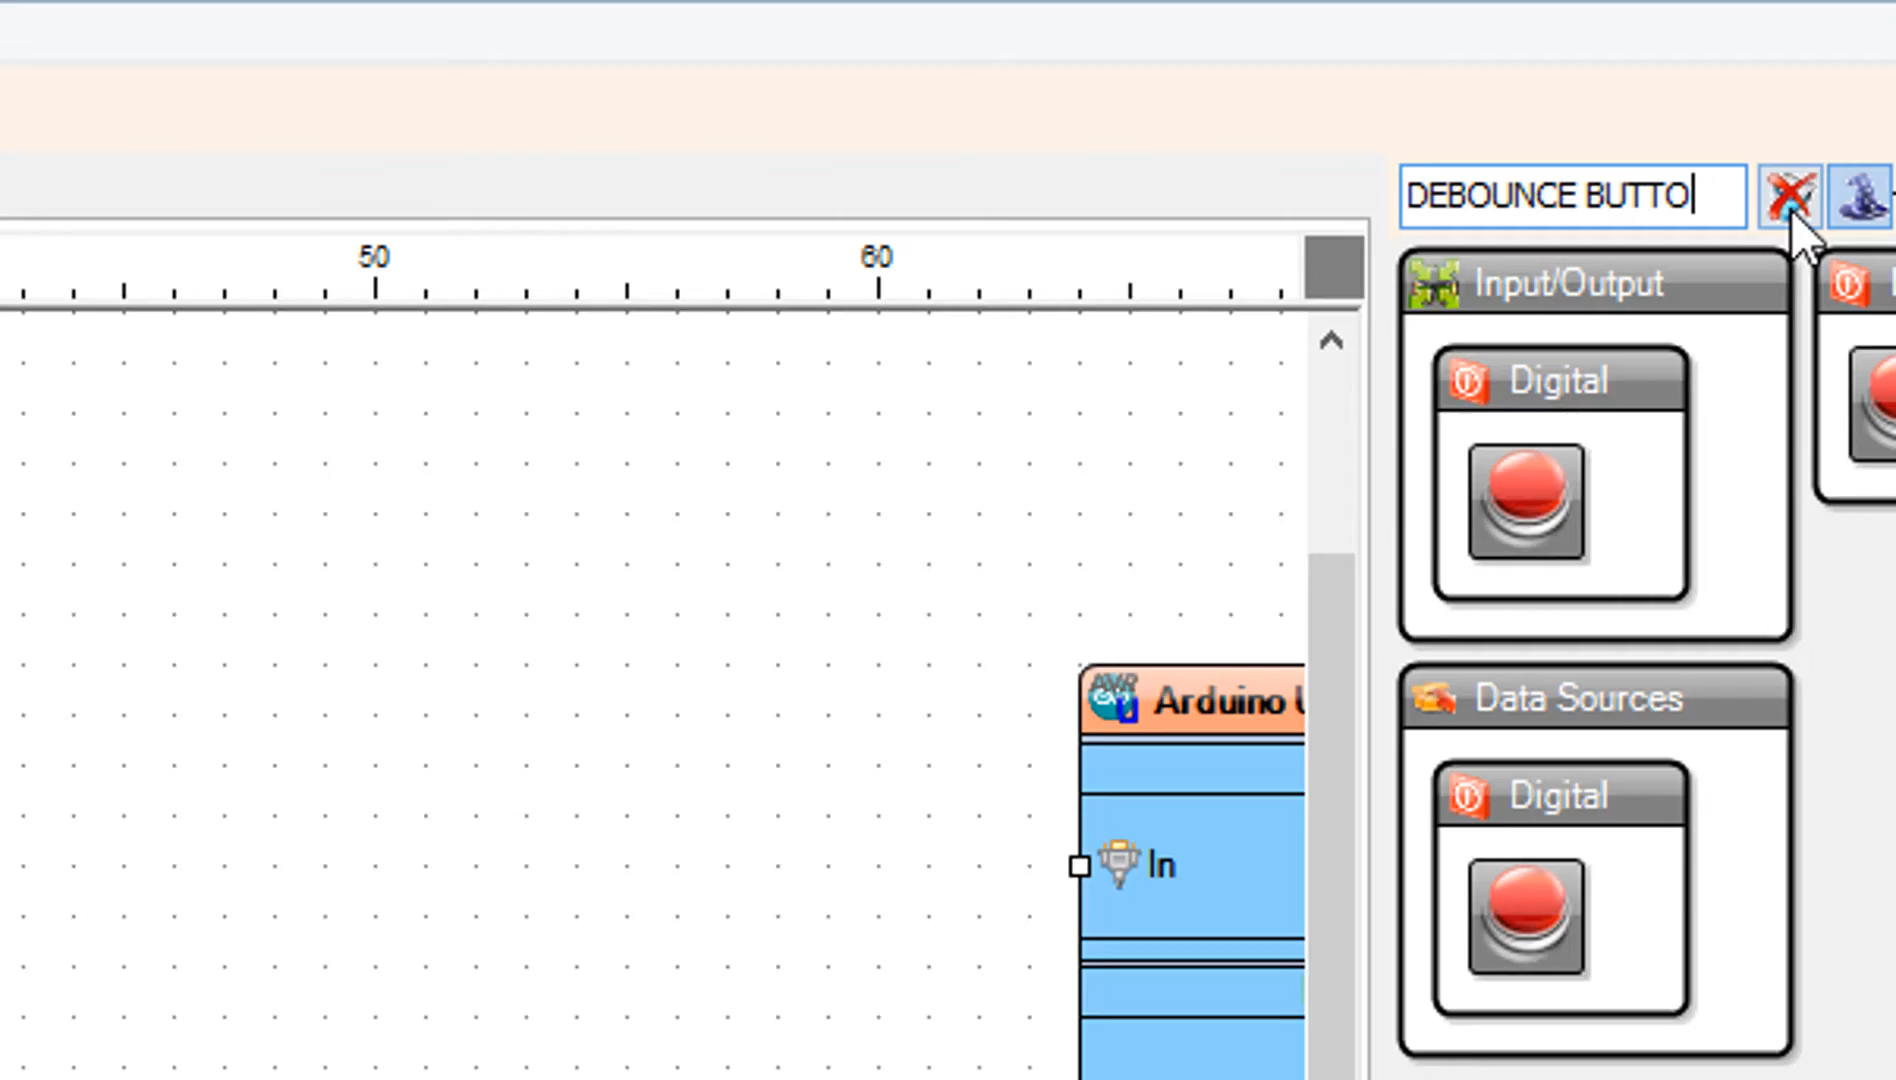 DEBOUNCE BUTTO
50
60
Input/Output
Digital
Data Sources
Digital
Arduino
In